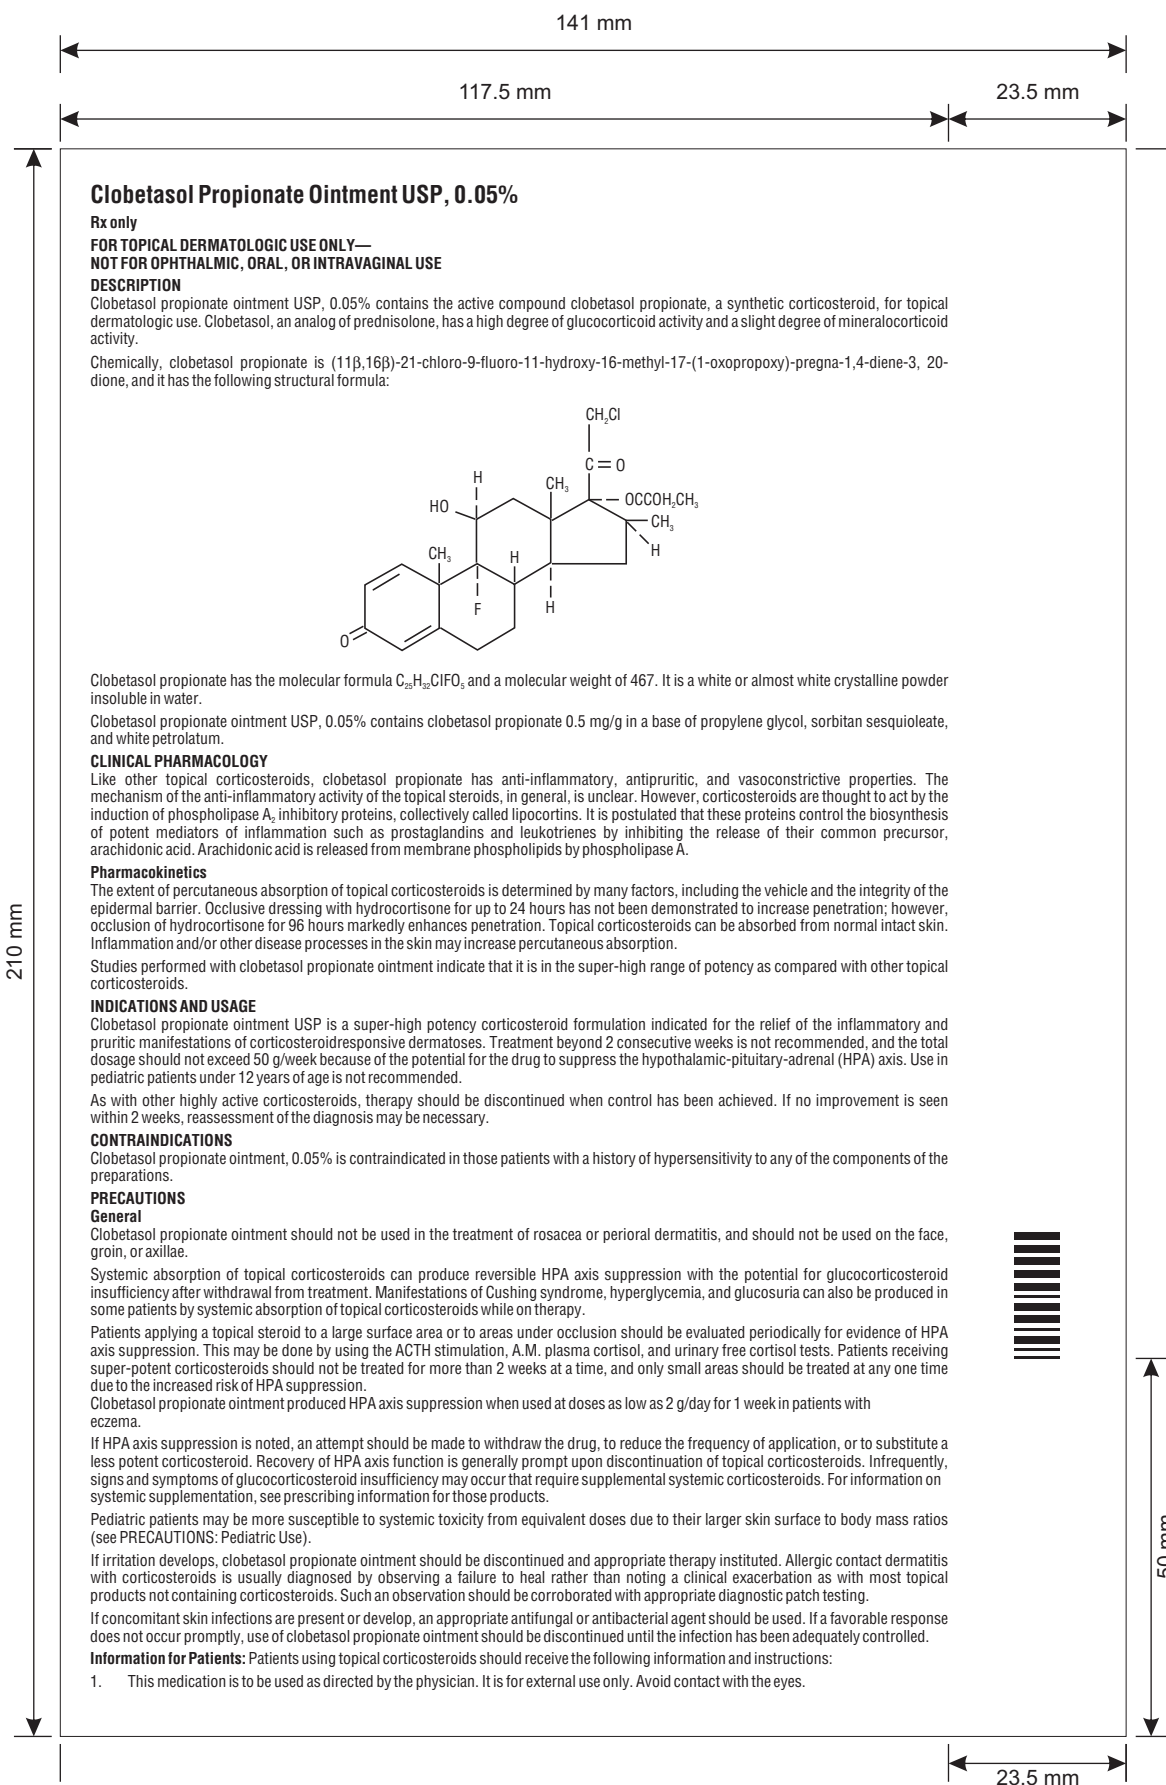 141 mm
117.5 mm
23.5 mm
Clobetasol Propionate Ointment USP, 0.05%
Rx only
FOR TOPICAL DERMATOLOGIC USE ONLY—
NOT FOR OPHTHALMIC, ORAL, OR INTRAVAGINAL USE
DESCRIPTION
Clobetasol propionate ointment USP, 0.05% contains the active compound clobetasol propionate, a synthetic corticosteroid, for topical
dermatologic use. Clobetasol, an analog of prednisolone, has a high degree of glucocorticoid activity and a slight degree of mineralocorticoid
activity.
Chemically, clobetasol propionate is (11β,16β)-21-chloro-9-fluoro-11-hydroxy-16-methyl-17-(1-oxopropoxy)-pregna-1,4-diene-3, 20-
dione, and it has the following structural formula:
CH₂Cl
C
O
H
CH₃
HO
OCCOH₂CH₃
CH₃
CH₃
H
H
F
H
O
Clobetasol propionate has the molecular formula C₂₅H₃₂ClFO₅ and a molecular weight of 467. It is a white or almost white crystalline powder
insoluble in water.
Clobetasol propionate ointment USP, 0.05% contains clobetasol propionate 0.5 mg/g in a base of propylene glycol, sorbitan sesquioleate,
and white petrolatum.
CLINICAL PHARMACOLOGY
Like other topical corticosteroids, clobetasol propionate has anti-inflammatory, antipruritic, and vasoconstrictive properties. The
mechanism of the anti-inflammatory activity of the topical steroids, in general, is unclear. However, corticosteroids are thought to act by the
induction of phospholipase A₂ inhibitory proteins, collectively called lipocortins. It is postulated that these proteins control the biosynthesis
of potent mediators of inflammation such as prostaglandins and leukotrienes by inhibiting the release of their common precursor,
arachidonic acid. Arachidonic acid is released from membrane phospholipids by phospholipase A.
Pharmacokinetics
The extent of percutaneous absorption of topical corticosteroids is determined by many factors, including the vehicle and the integrity of the
epidermal barrier. Occlusive dressing with hydrocortisone for up to 24 hours has not been demonstrated to increase penetration; however,
occlusion of hydrocortisone for 96 hours markedly enhances penetration. Topical corticosteroids can be absorbed from normal intact skin.
Inflammation and/or other disease processes in the skin may increase percutaneous absorption.
Studies performed with clobetasol propionate ointment indicate that it is in the super-high range of potency as compared with other topical
corticosteroids.
INDICATIONS AND USAGE
Clobetasol propionate ointment USP is a super-high potency corticosteroid formulation indicated for the relief of the inflammatory and
pruritic manifestations of corticosteroidresponsive dermatoses. Treatment beyond 2 consecutive weeks is not recommended, and the total
dosage should not exceed 50 g/week because of the potential for the drug to suppress the hypothalamic-pituitary-adrenal (HPA) axis. Use in
pediatric patients under 12 years of age is not recommended.
As with other highly active corticosteroids, therapy should be discontinued when control has been achieved. If no improvement is seen
within 2 weeks, reassessment of the diagnosis may be necessary.
CONTRAINDICATIONS
Clobetasol propionate ointment, 0.05% is contraindicated in those patients with a history of hypersensitivity to any of the components of the
preparations.
PRECAUTIONS
General
Clobetasol propionate ointment should not be used in the treatment of rosacea or perioral dermatitis, and should not be used on the face,
groin, or axillae.
Systemic absorption of topical corticosteroids can produce reversible HPA axis suppression with the potential for glucocorticosteroid
insufficiency after withdrawal from treatment. Manifestations of Cushing syndrome, hyperglycemia, and glucosuria can also be produced in
some patients by systemic absorption of topical corticosteroids while on therapy.
Patients applying a topical steroid to a large surface area or to areas under occlusion should be evaluated periodically for evidence of HPA
axis suppression. This may be done by using the ACTH stimulation, A.M. plasma cortisol, and urinary free cortisol tests. Patients receiving
super-potent corticosteroids should not be treated for more than 2 weeks at a time, and only small areas should be treated at any one time
due to the increased risk of HPA suppression.
Clobetasol propionate ointment produced HPA axis suppression when used at doses as low as 2 g/day for 1 week in patients with
eczema.
If HPA axis suppression is noted, an attempt should be made to withdraw the drug, to reduce the frequency of application, or to substitute a
less potent corticosteroid. Recovery of HPA axis function is generally prompt upon discontinuation of topical corticosteroids. Infrequently,
signs and symptoms of glucocorticosteroid insufficiency may occur that require supplemental systemic corticosteroids. For information on
systemic supplementation, see prescribing information for those products.
Pediatric patients may be more susceptible to systemic toxicity from equivalent doses due to their larger skin surface to body mass ratios
(see PRECAUTIONS: Pediatric Use).
If irritation develops, clobetasol propionate ointment should be discontinued and appropriate therapy instituted. Allergic contact dermatitis
with corticosteroids is usually diagnosed by observing a failure to heal rather than noting a clinical exacerbation as with most topical
products not containing corticosteroids. Such an observation should be corroborated with appropriate diagnostic patch testing.
If concomitant skin infections are present or develop, an appropriate antifungal or antibacterial agent should be used. If a favorable response
does not occur promptly, use of clobetasol propionate ointment should be discontinued until the infection has been adequately controlled.
Information for Patients: Patients using topical corticosteroids should receive the following information and instructions:
1. This medication is to be used as directed by the physician. It is for external use only. Avoid contact with the eyes.
210 mm
50 mm
23.5 mm